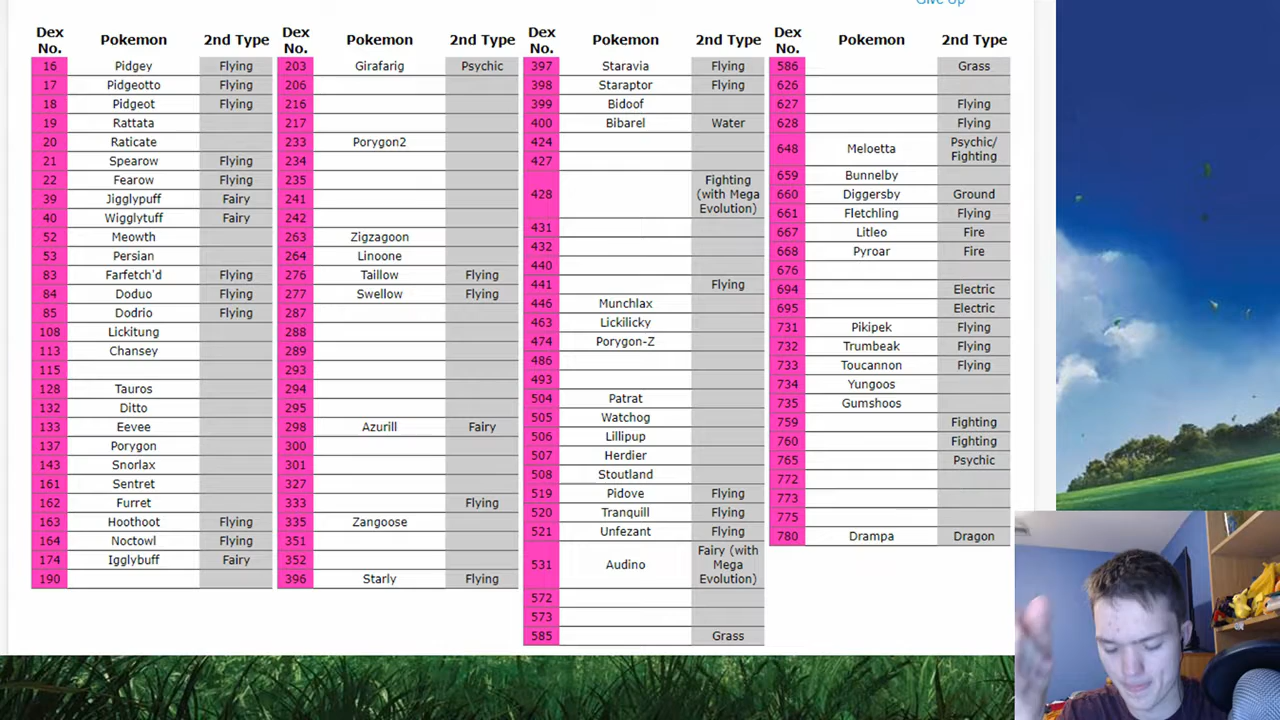 Give Up
Dex No. Pokemon 2nd Type
16 Pidgey Flying
17 Pidgeotto Flying
18 Pidgeot Flying
19 Rattata
20 Raticate
21 Spearow Flying
22 Fearow Flying
39 Jigglypuff Fairy
40 Wigglytuff Fairy
52 Meowth
53 Persian
83 Farfetch'd Flying
84 Doduo Flying
85 Dodrio Flying
108 Lickitung
113 Chansey
115
128 Tauros
132 Ditto
133 Eevee
137 Porygon
143 Snorlax
161 Sentret
162 Furret
163 Hoothoot Flying
164 Noctowl Flying
174 Igglybuff Fairy
190
Dex No. Pokemon 2nd Type
203 Girafarig Psychic
206
216
217
233 Porygon2
234
235
241
242
263 Zigzagoon
264 Linoone
276 Taillow Flying
277 Swellow Flying
287
288
289
293
294
295
298 Azurill Fairy
300
301
327
333 Flying
335 Zangoose
351
352
396 Starly Flying
Dex No. Pokemon 2nd Type
397 Staravia Flying
398 Staraptor Flying
399 Bidoof
400 Bibarel Water
424
427
428 Fighting (with Mega Evolution)
431
432
440
441 Flying
446 Munchlax
463 Lickilicky
474 Porygon-Z
486
493
504 Patrat
505 Watchog
506 Lillipup
507 Herdier
508 Stoutland
519 Pidove Flying
520 Tranquill Flying
521 Unfezant Flying
531 Audino Fairy (with Mega Evolution)
572
573
585 Grass
Dex No. Pokemon 2nd Type
586 Grass
626
627 Flying
628 Flying
648 Meloetta Psychic/ Fighting
659 Bunnelby
660 Diggersby Ground
661 Fletchling Flying
667 Litleo Fire
668 Pyroar Fire
676
694 Electric
695 Electric
731 Pikipek Flying
732 Trumbeak Flying
733 Toucannon Flying
734 Yungoos
735 Gumshoos
759 Fighting
760 Fighting
765 Psychic
772
773
775
780 Drampa Dragon